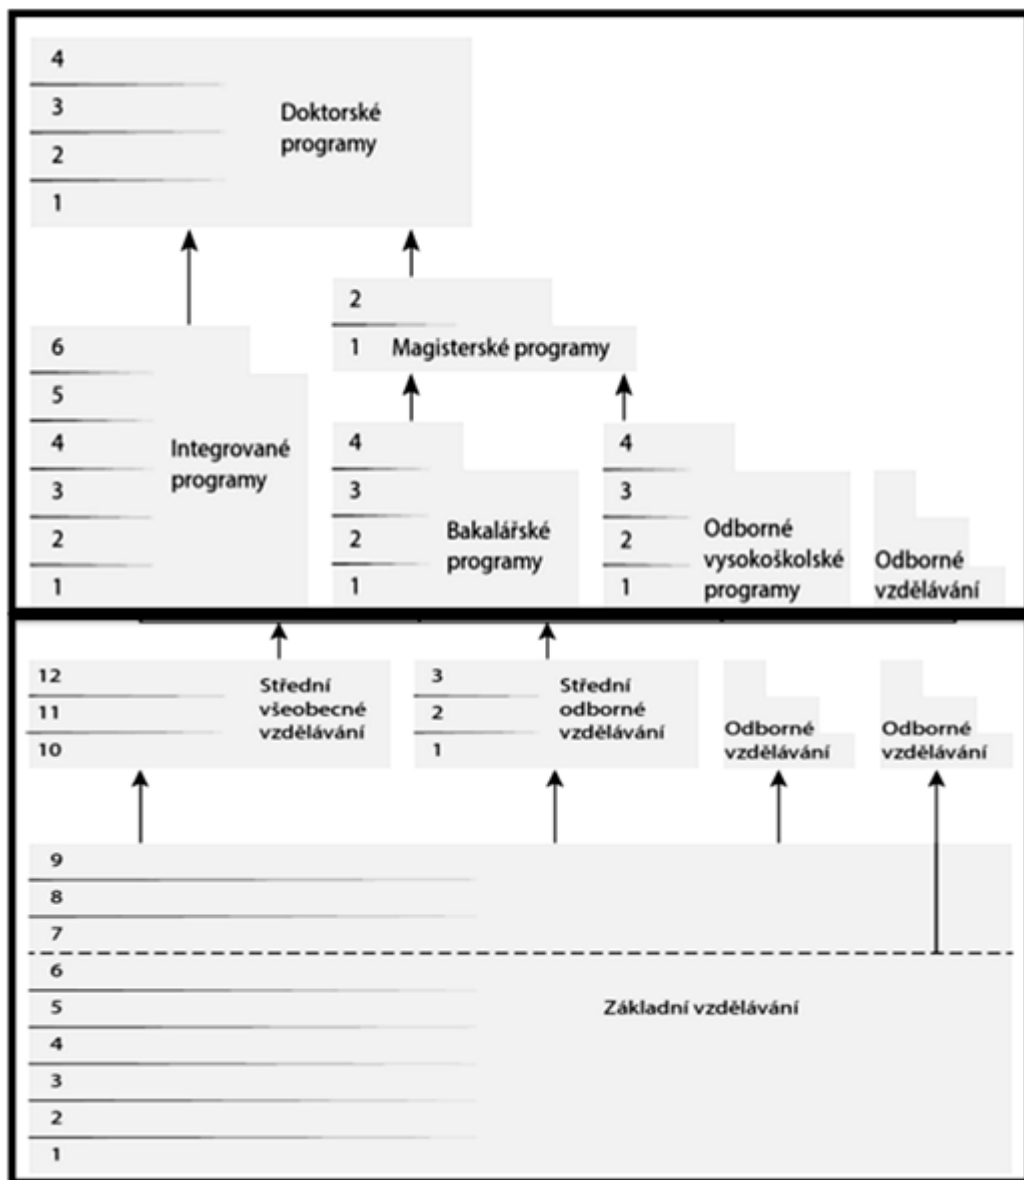 4
3
2
1
Doktorské
programy
2
1 Magisterské programy
6
5
4
3
2
1
Integrované
programy
4
3
2
1
Bakalářské
programy
4
3
2
1
Odborné
vysokoškolské
programy
Odborné
vzdělávání
12
11
10
Střední
všeobecné
vzdělávání
3
2
1
Střední
odborné
vzdělávání
Odborné
vzdělávání
Odborné
vzdělávání
9
8
7
6
5
4
3
2
1
Základní vzdělávání